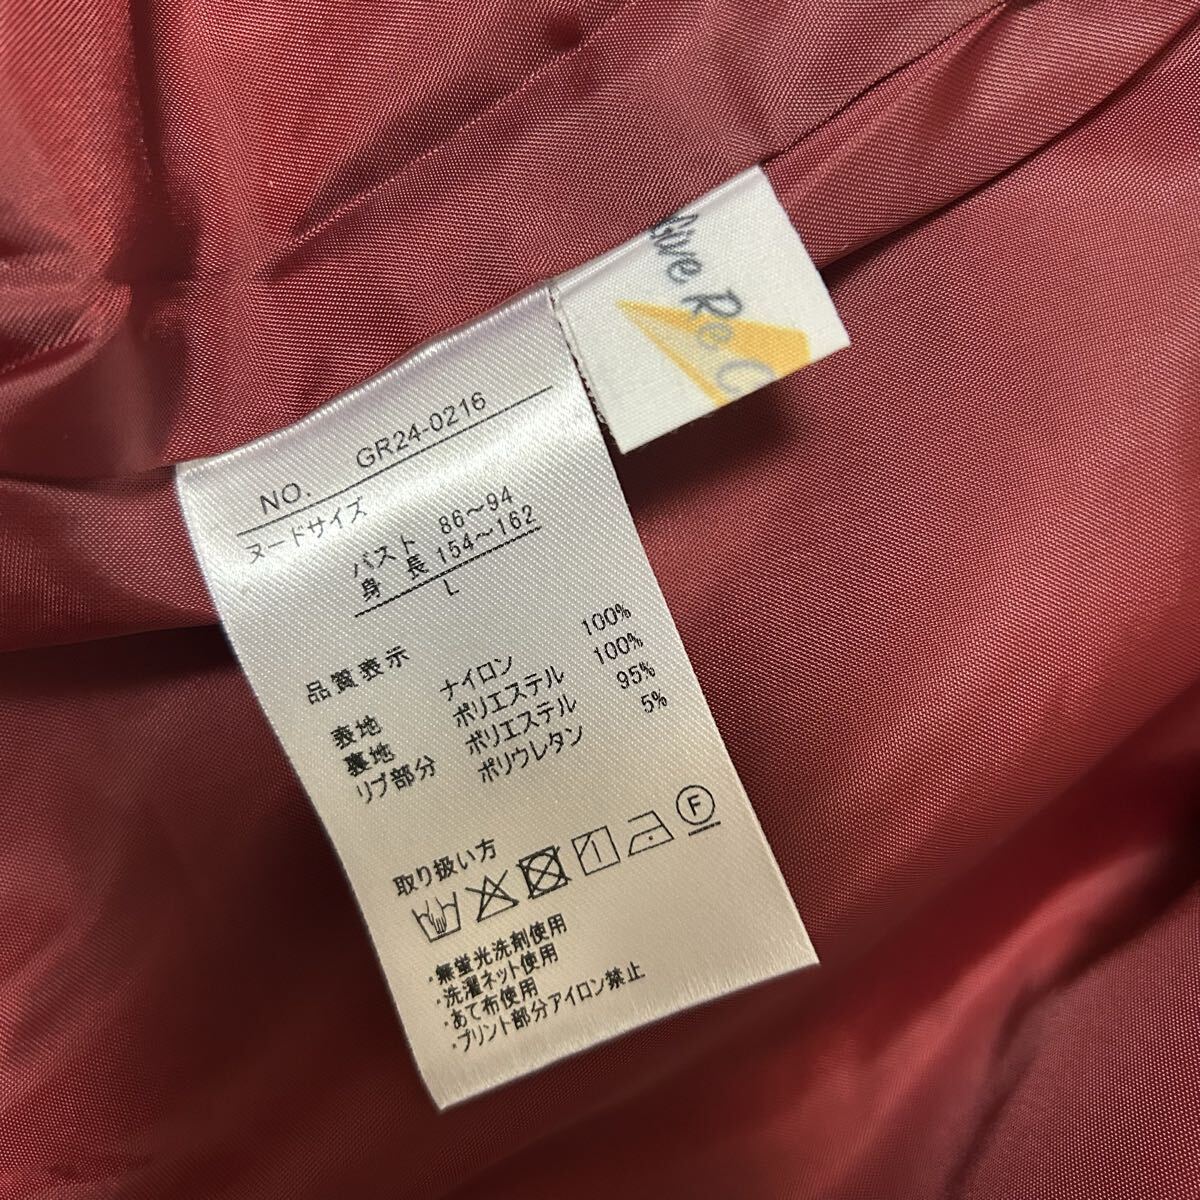 Give Re C
NO. GR24-0216
ヌードサイズ
バスト 86～94
身長 154～162
L
品質表示
表地 ナイロン 100%
裏地 ポリエステル 100%
リブ部分 ポリエステル 95%
ポリウレタン 5%
取り扱い方
F
・無蛍光洗剤使用
・洗濯ネット使用
・あて布使用
・プリント部分アイロン禁止